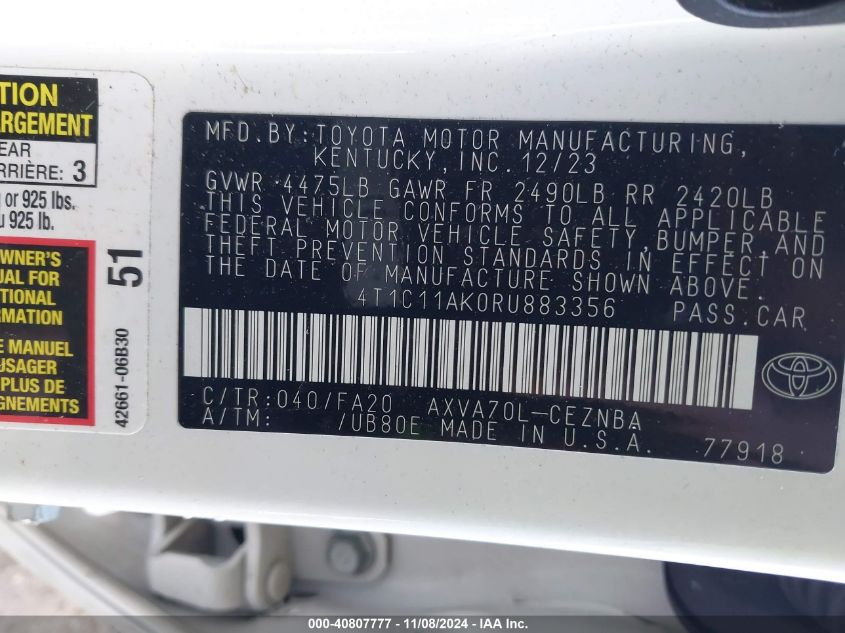 TION
ARGEMENT
EAR
ARRIÈRE: 3
or 925 lbs.
925 lb.
OWNER'S
UAL FOR
TIONAL
RMATION
E MANUEL
USAGER
PLUS DE
GNEMENTS
51
42661-06B30
MFD.BY:TOYOTA MOTOR MANUFACTURING,
KENTUCKY,INC.12/23
GVWR 4475LB GAWR FR 2490LB RR 2420LB
THIS VEHICLE CONFORMS TO ALL APPLICABLE
FEDERAL MOTOR VEHICLE SAFETY,BUMPER,AND
THEFT PREVENTION STANDARDS IN EFFECT ON
THE DATE OF MANUFACTURE SHOWN ABOVE.
4T1C11AK0RU883356 PASS.CAR
C/TR:040/FA20 AXVA70L-CEZNBA
A/TM: /UB80E MADE IN U.S.A. 77918
000-40807777 - 11/08/2024 - IAA Inc.